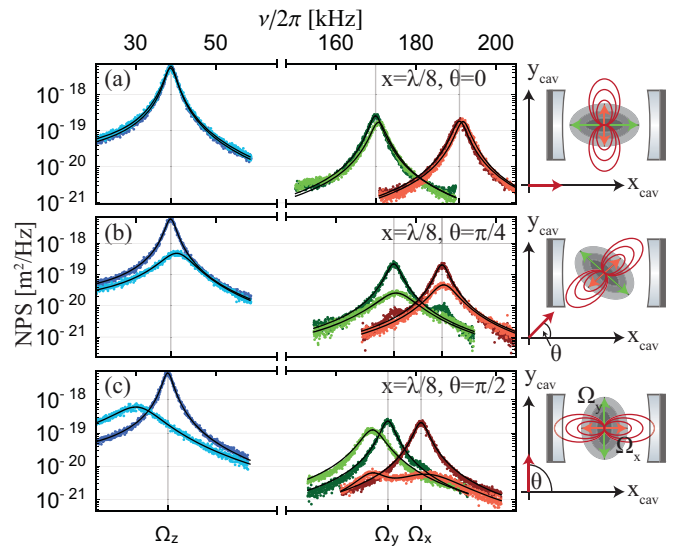 ν/2π [kHz]
30 50 160 180 200
NPS [m²/Hz]
(a) x=λ/8, θ=0
10⁻¹⁸
10⁻¹⁹
10⁻²⁰
10⁻²¹
y_cav
x_cav
(b) x=λ/8, θ=π/4
10⁻¹⁸
10⁻¹⁹
10⁻²⁰
10⁻²¹
y_cav
θ
x_cav
(c) x=λ/8, θ=π/2
10⁻¹⁸
10⁻¹⁹
10⁻²⁰
10⁻²¹
y_cav
Ω_y
Ω_x
θ
x_cav
Ω_z Ω_y Ω_x